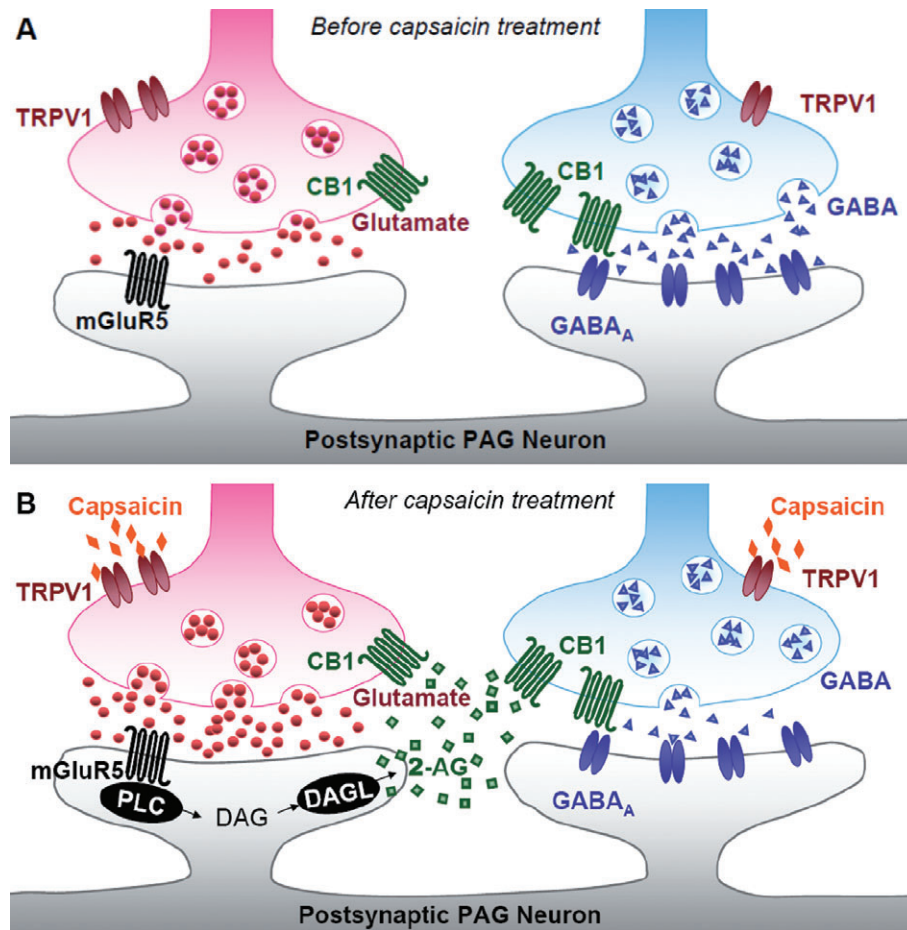 A
Before capsaicin treatment
TRPV1
TRPV1
CB1
CB1
Glutamate
GABA
mGluR5
GABAA
Postsynaptic PAG Neuron
B
After capsaicin treatment
Capsaicin
Capsaicin
TRPV1
TRPV1
CB1
CB1
Glutamate
GABA
mGluR5
2-AG
PLC
DAG
DAGL
GABAA
Postsynaptic PAG Neuron